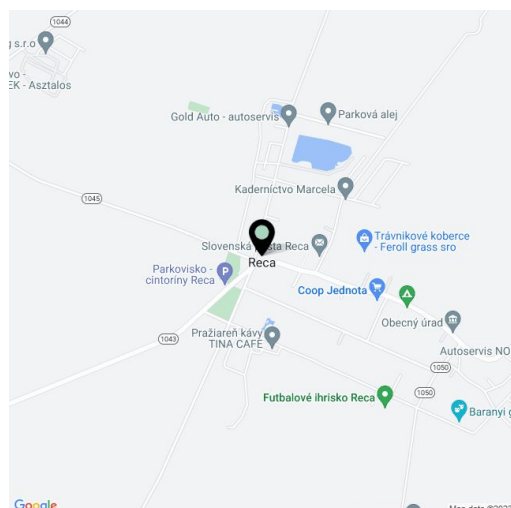 1044
g s.r.o
vo -
EK - Asztalos
Gold Auto - autoservis
Parková alej
Kaderníctvo Marcela
1045
Slovenská pošta Reca
Trávnikové koberce
- Feroll grass sro
Reca
Parkovisko -
cintoríny Reca
P
Coop Jednota
Obecný úrad
1043
Pražiareň kávy
TINA CAFÉ
Autoservis NO
1050
1050
Futbalové ihrisko Reca
Baranyi g
Google